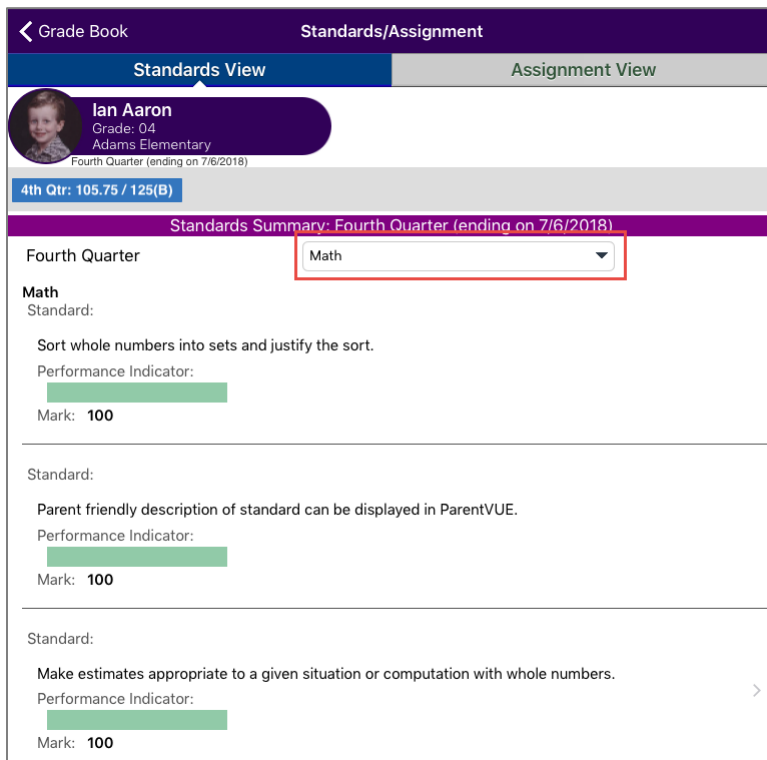 Grade Book
Standards/Assignment
Standards View
Assignment View
Ian Aaron
Grade: 04
Adams Elementary
Fourth Quarter (ending on 7/6/2018)
4th Qtr: 105.75 / 125(B)
Standards Summary: Fourth Quarter (ending on 7/6/2018)
Fourth Quarter
Math
Math
Standard:
Sort whole numbers into sets and justify the sort.
Performance Indicator:
Mark: 100
Standard:
Parent friendly description of standard can be displayed in ParentVUE.
Performance Indicator:
Mark: 100
Standard:
Make estimates appropriate to a given situation or computation with whole numbers.
Performance Indicator:
Mark: 100